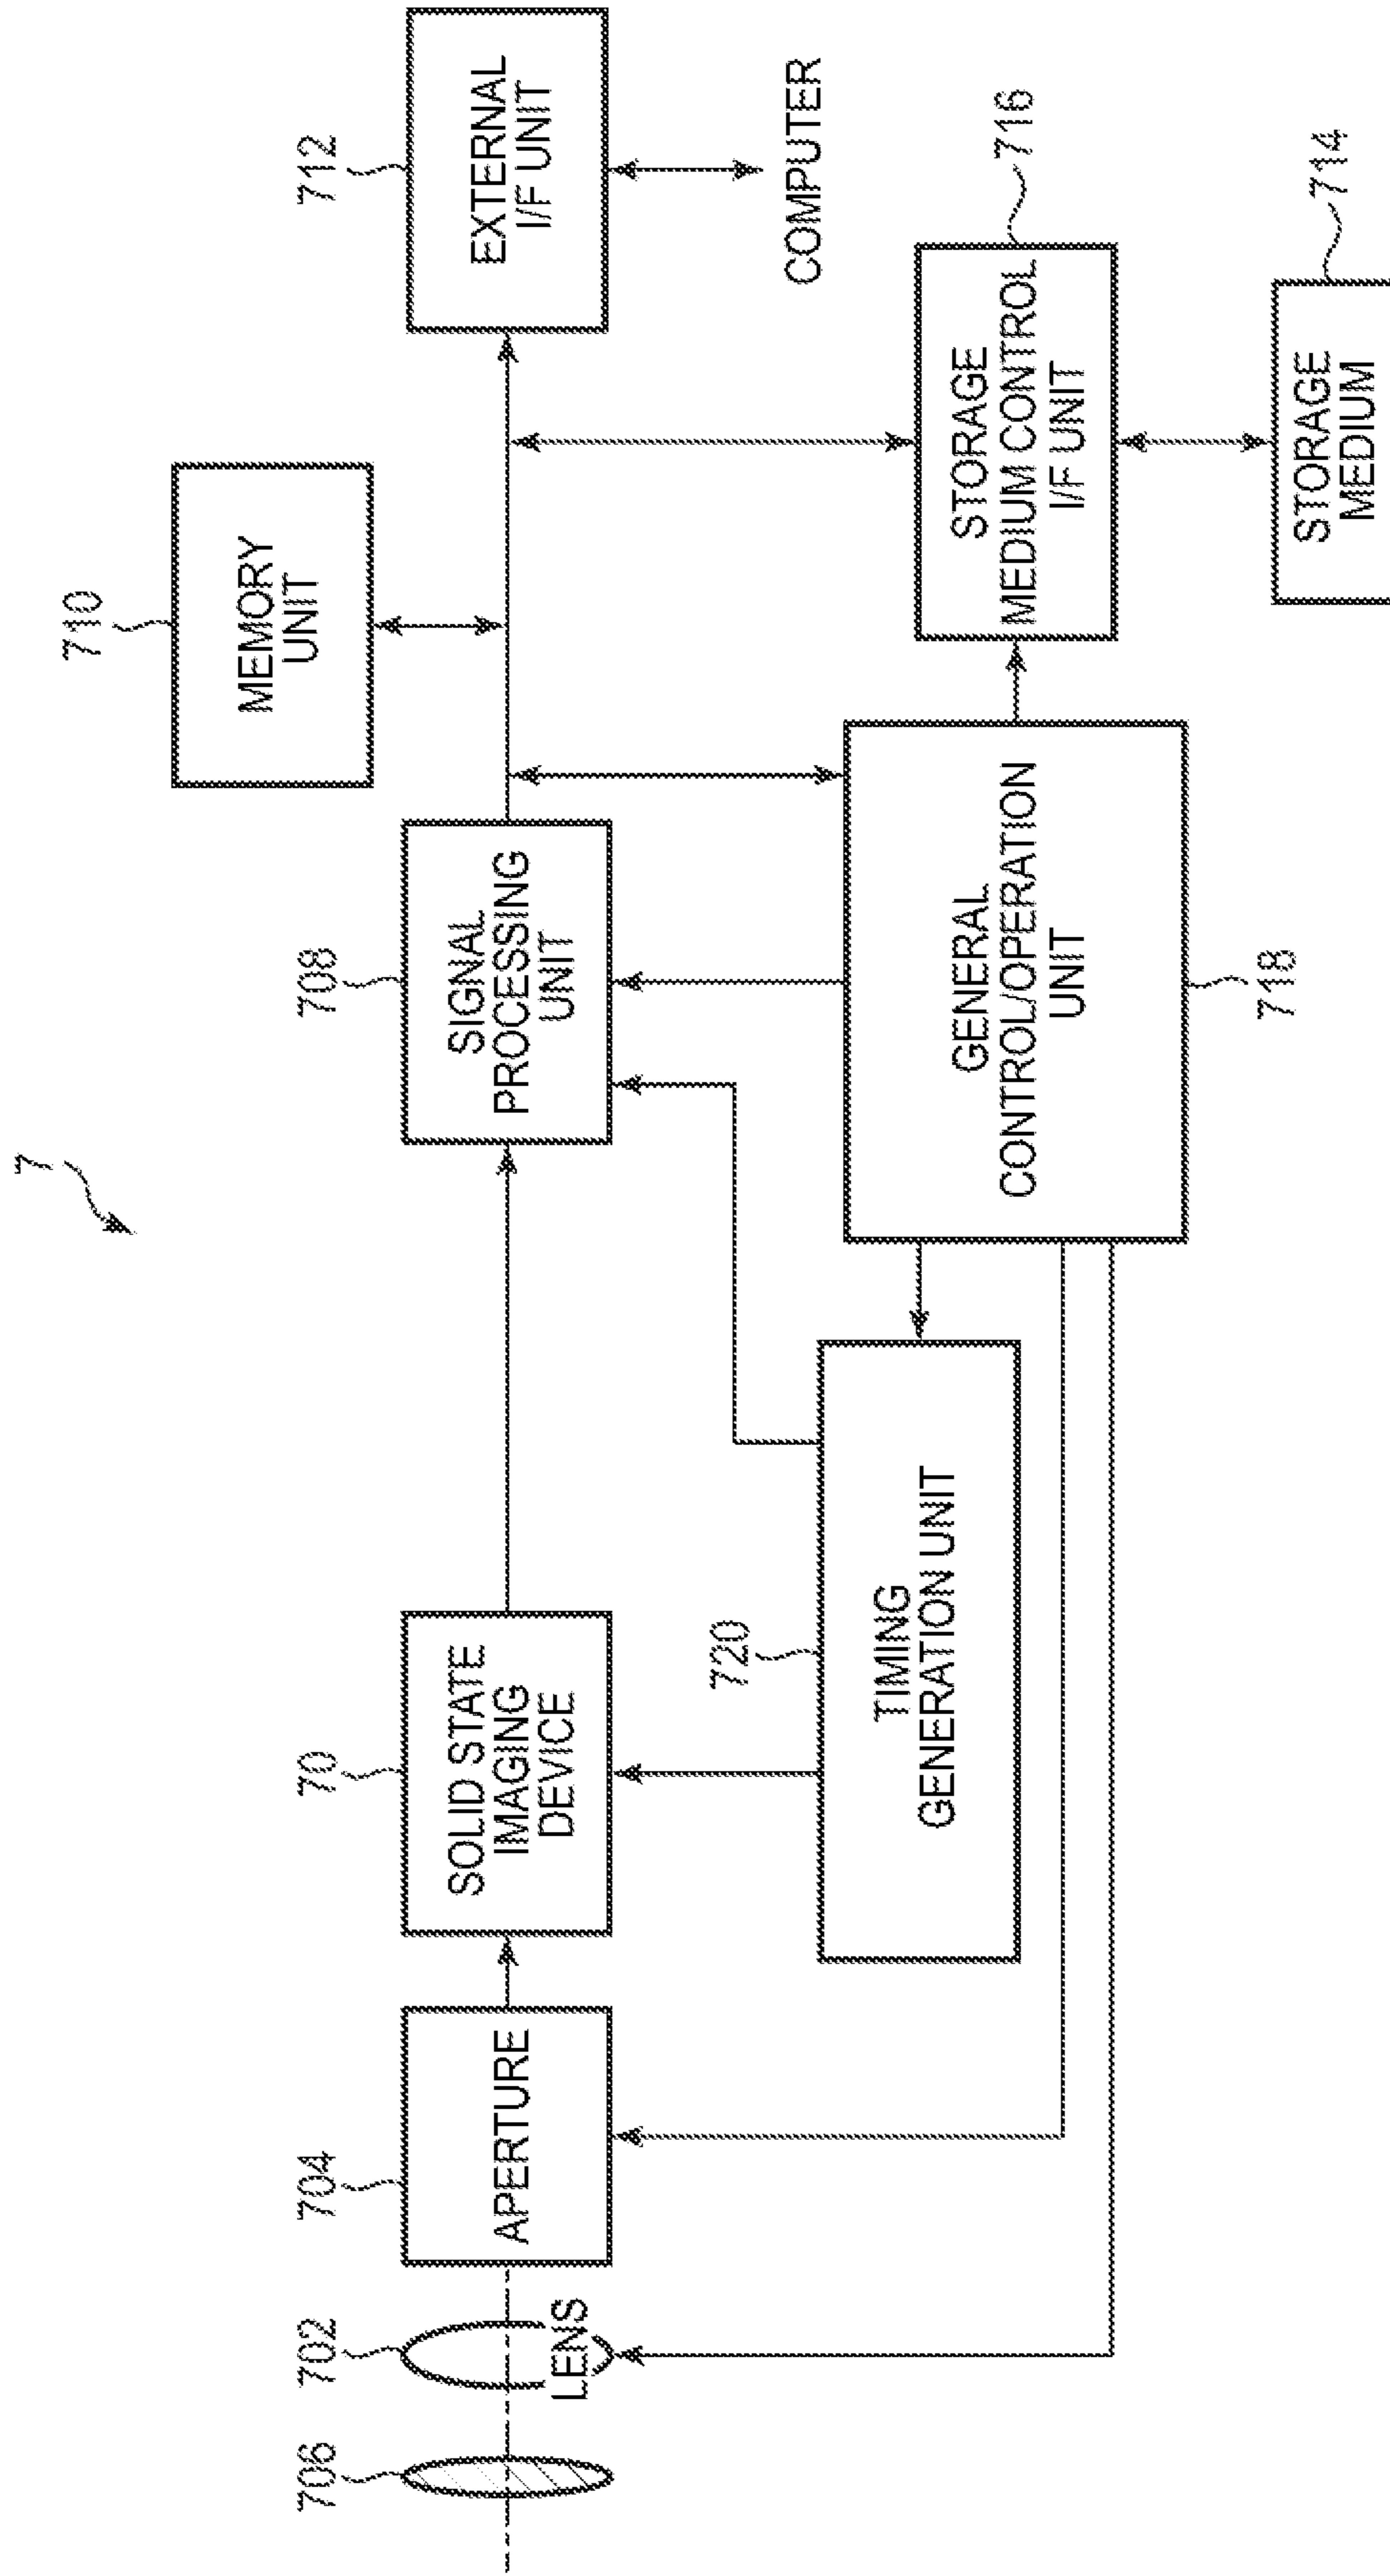 7
706
702
LENS
704
APERTURE
70
SOLID STATE
IMAGING
DEVICE
708
SIGNAL
PROCESSING
UNIT
710
MEMORY
UNIT
712
EXTERNAL
I/F UNIT
COMPUTER
720
TIMING
GENERATION UNIT
GENERAL
CONTROL/OPERATION
UNIT
718
STORAGE
MEDIUM CONTROL
I/F UNIT
716
STORAGE
MEDIUM
714